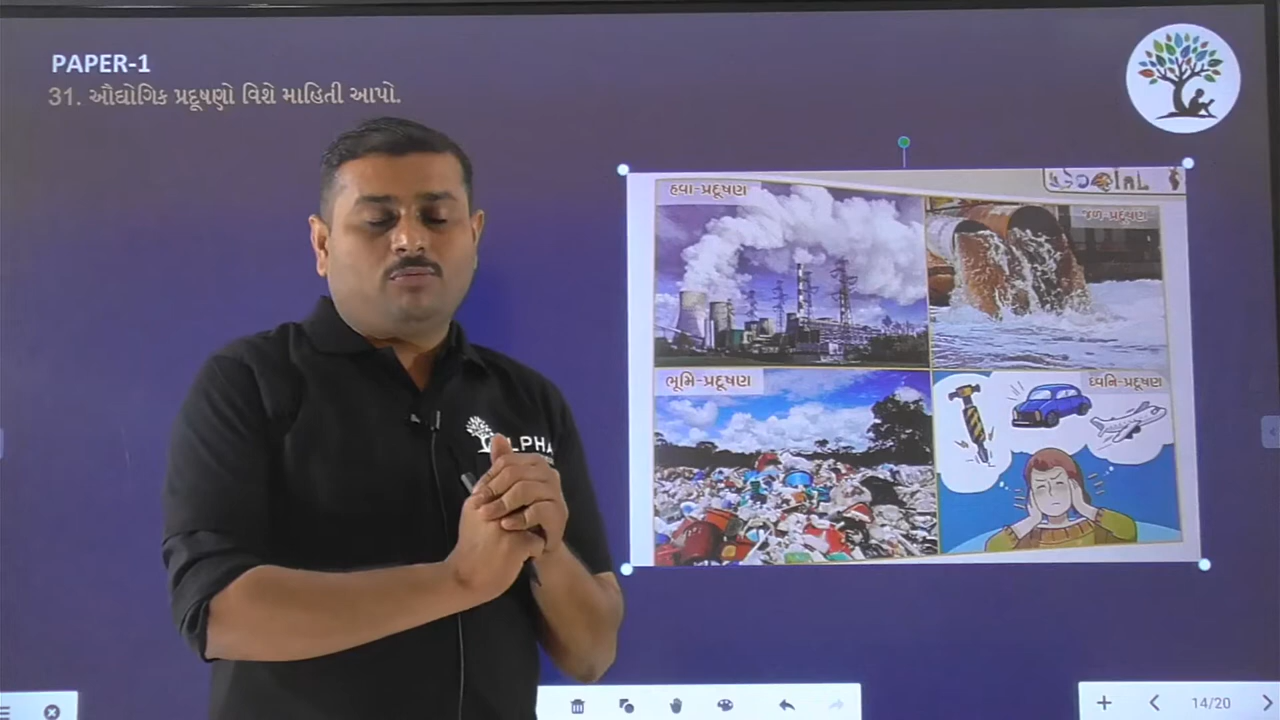 PAPER-1
31. ઔદ્યોગિક પ્રદૂષણો વિશે માહિતી આપો.
હવા-પ્રદૂષણ
જળ-પ્રદૂષણ
ભૂમિ-પ્રદૂષણ
ધ્વનિ-પ્રદૂષણ
14/20